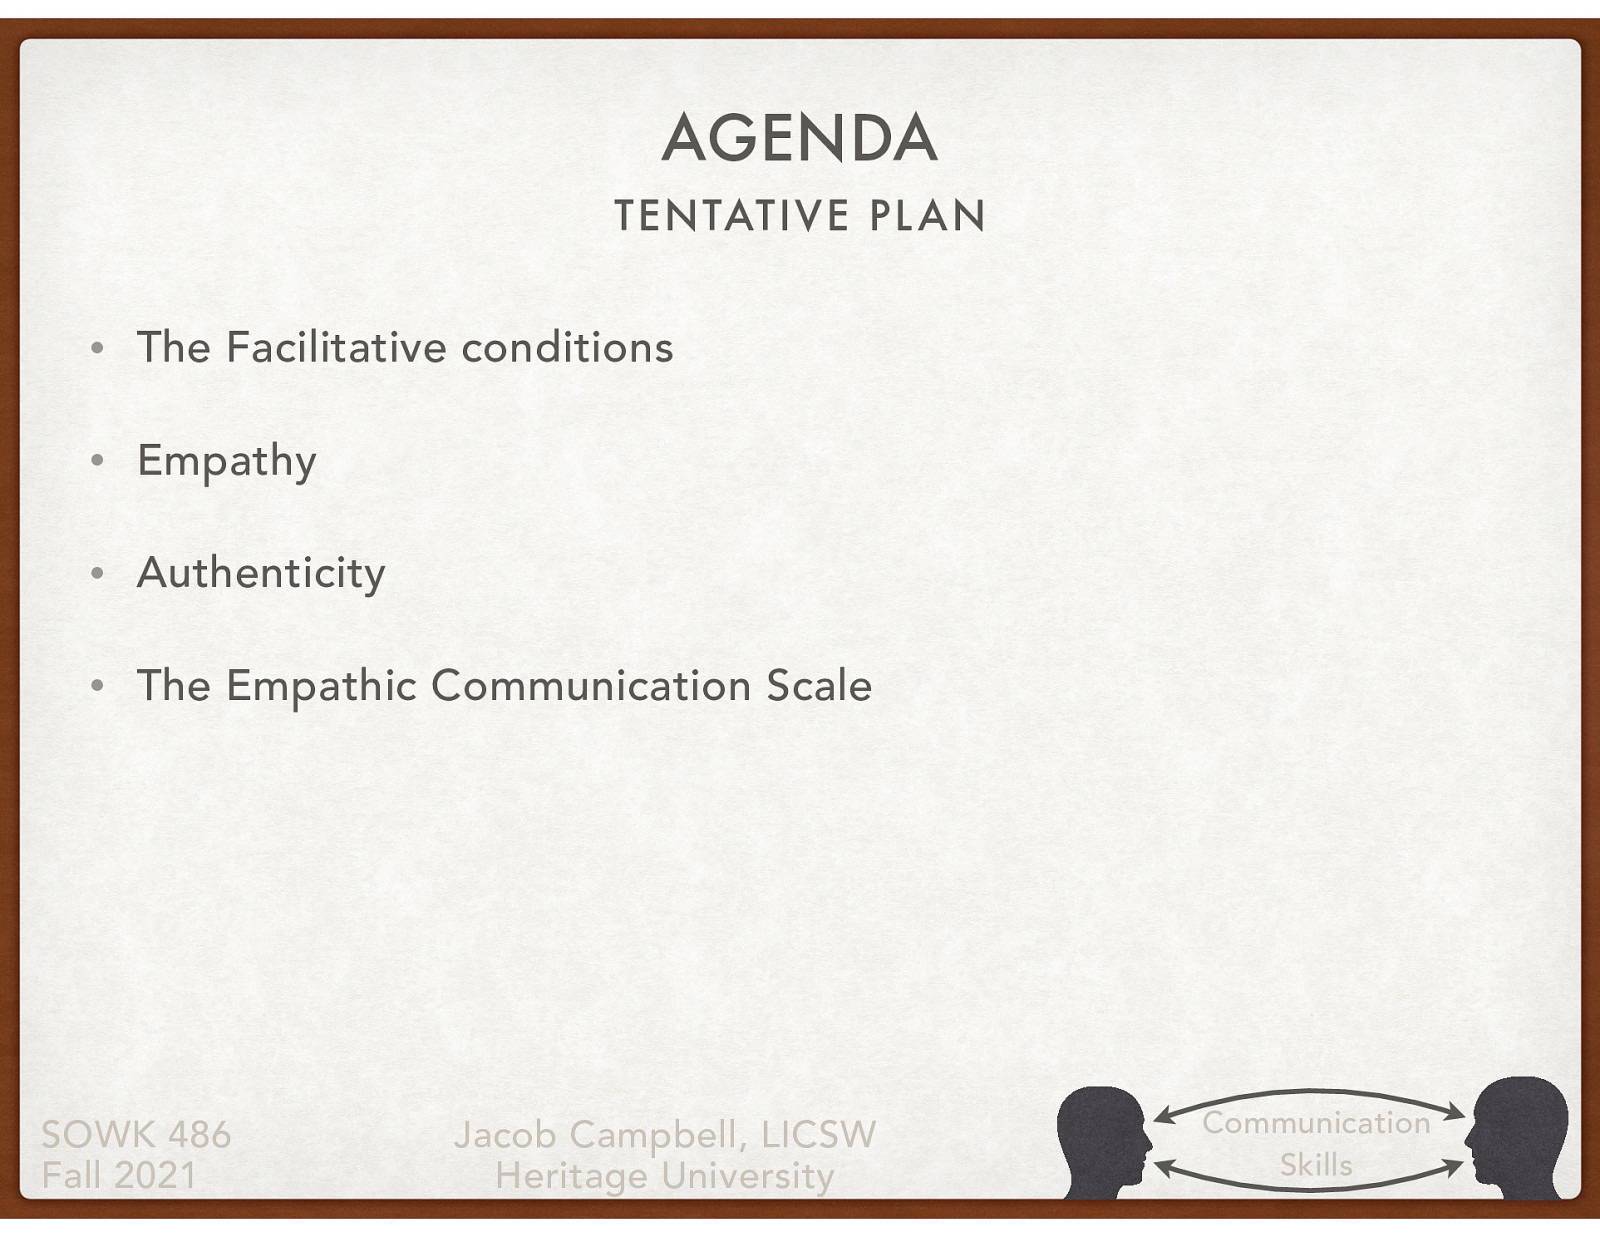 AGENDA
TENTATIVE PLAN
• The Facilitative conditions
• Empathy
• Authenticity
• The Empathic Communication Scale
SOWK 486
Fall 2021
Jacob Campbell, LICSW
Heritage University
Communication
Skills